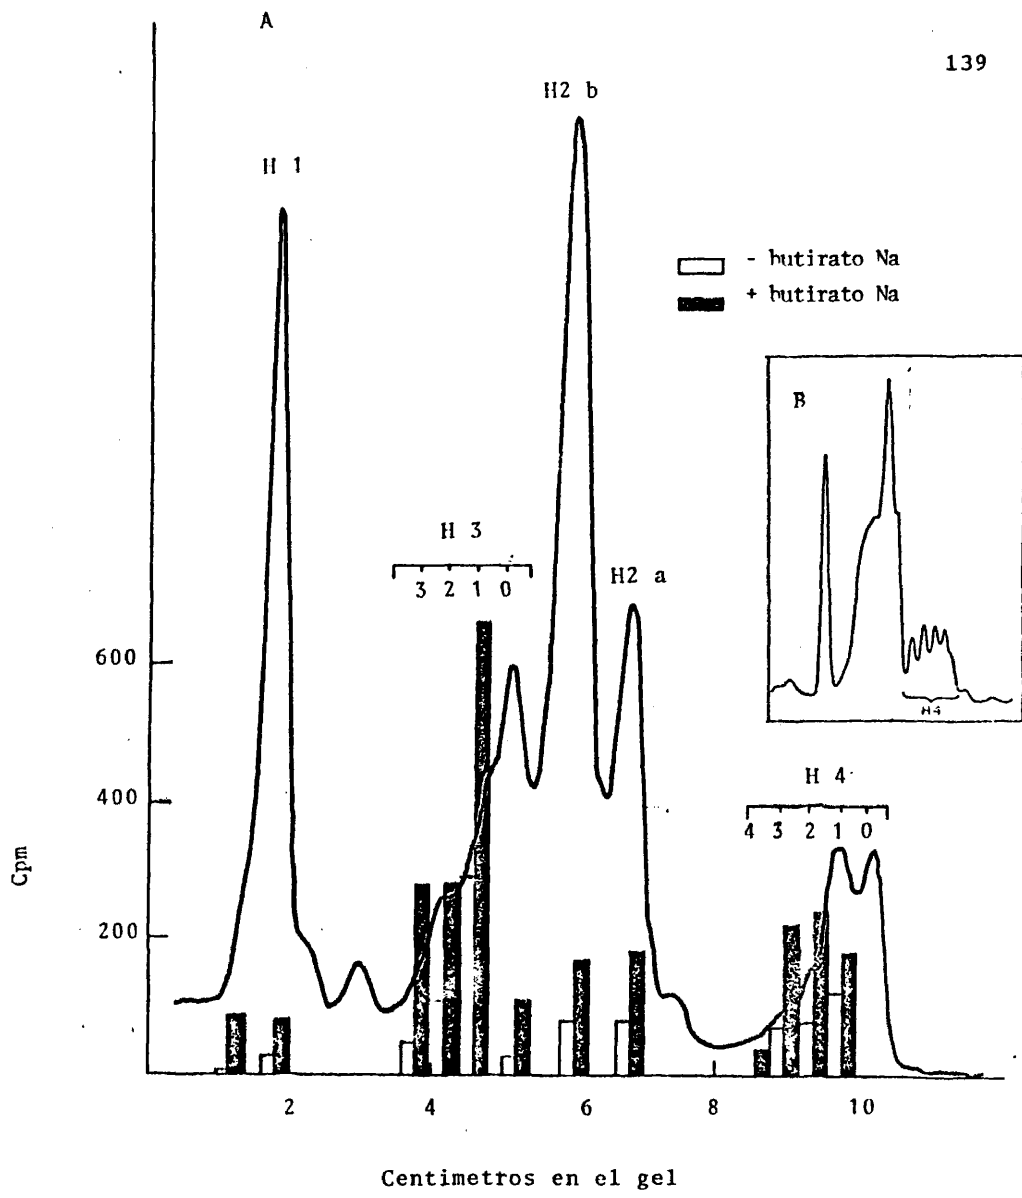 A
139
H2 b
H 1
- butirato Na
+ butirato Na
B
H 3
3 2 1 0
H2 a
600
H4
H 4
400
4 3 2 1 0
Cpm
200
2 4 6 8 10
Centimetros en el gel